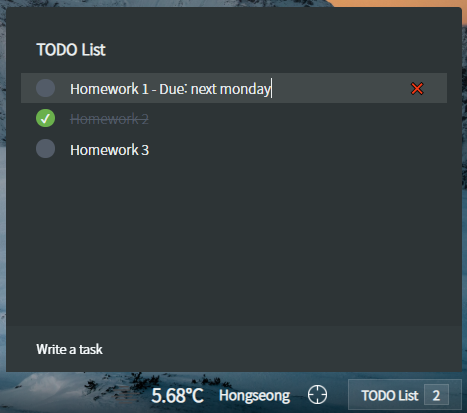 TODO List
Homework 1 - Due: next monday
Homework 2
Homework 3
Write a task
5.68°C Hongseong TODO List 2